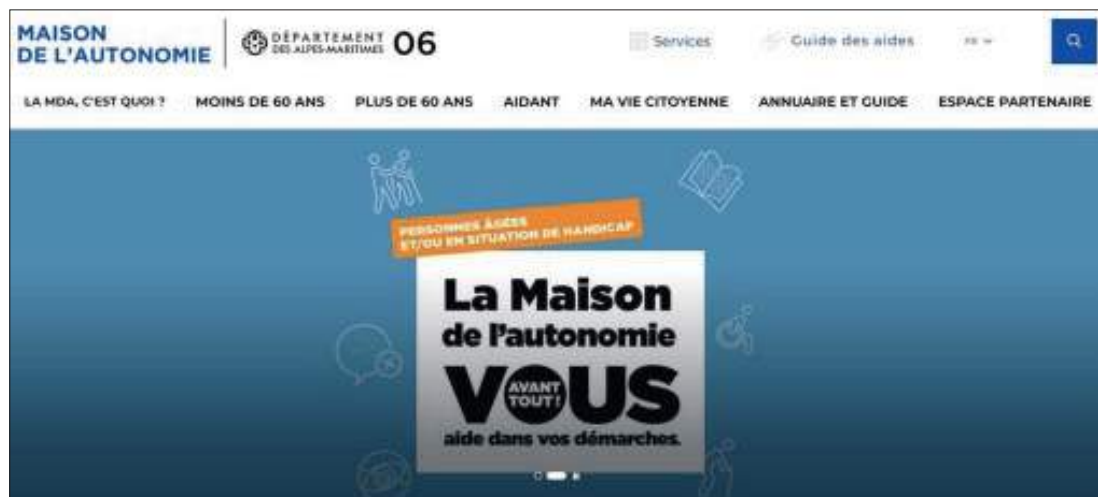 MAISON
DE L'AUTONOMIE
DÉPARTEMENT
DES ALPES-MARITIMES
06
Services
Guide des aides
FR
LA MDA, C'EST QUOI ?
MOINS DE 60 ANS
PLUS DE 60 ANS
AIDANT
MA VIE CITOYENNE
ANNUAIRE ET GUIDE
ESPACE PARTENAIRE
PERSONNES ÂGÉES
ET/OU EN SITUATION DE HANDICAP
La Maison
de l'autonomie
VOUS
AVANT
TOUT !
aide dans vos démarches.